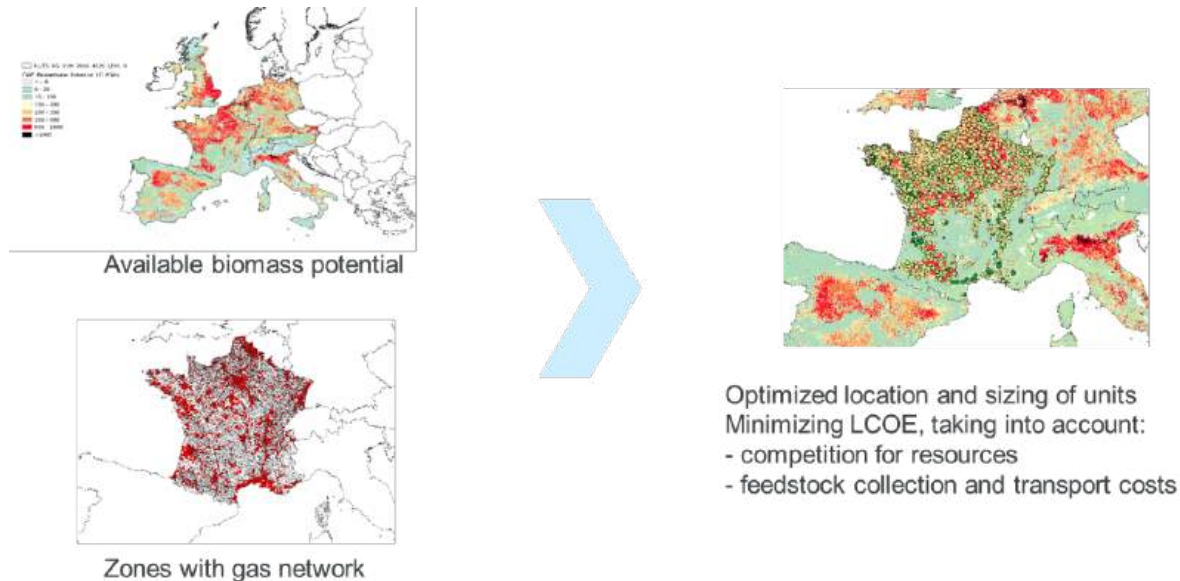 Available biomass potential
Zones with gas network
Optimized location and sizing of units
Minimizing LCOE, taking into account:
- competition for resources
- feedstock collection and transport costs